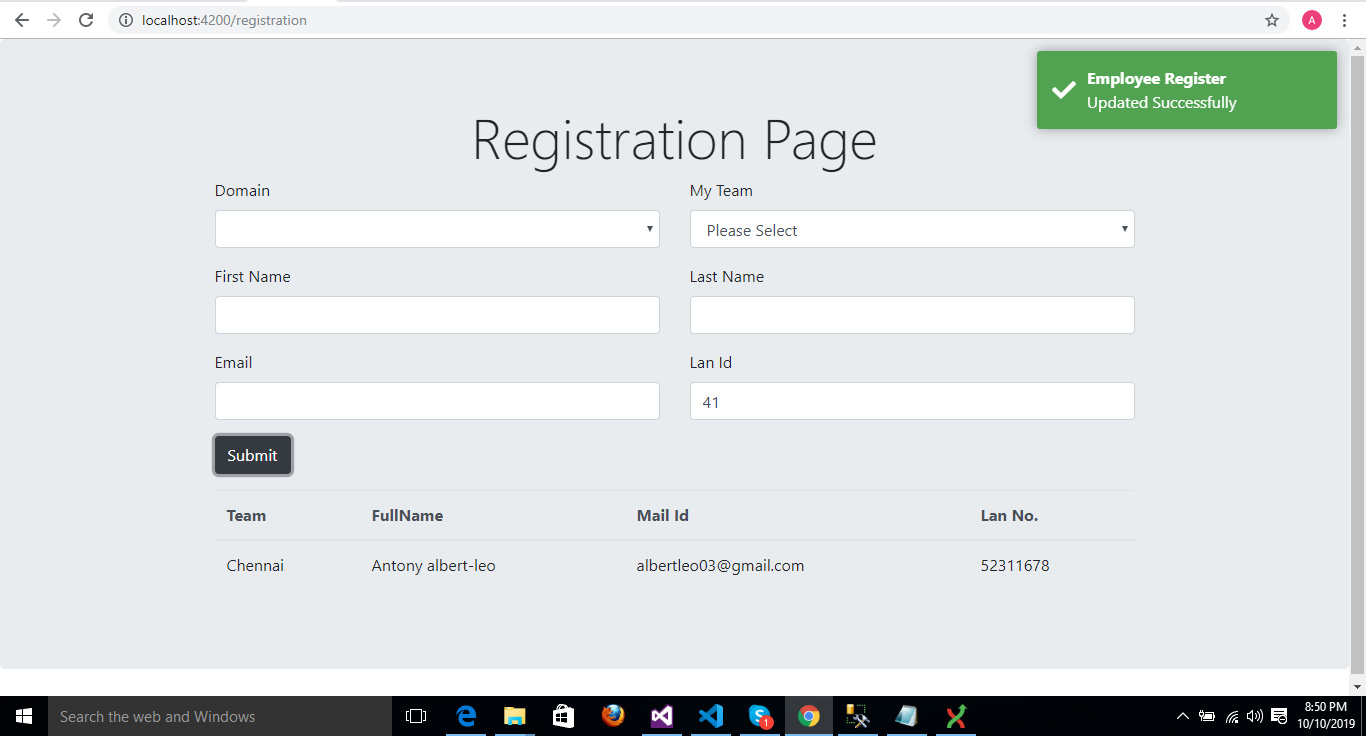 localhost:4200/registration
A
Employee Register
Updated Successfully
Registration Page
Domain
My Team
Please Select
First Name
Last Name
Email
Lan Id
41
Submit
Team FullName Mail Id Lan No.
Chennai Antony albert-leo albertleo03@gmail.com 52311678
Search the web and Windows
1
8:50 PM
10/10/2019